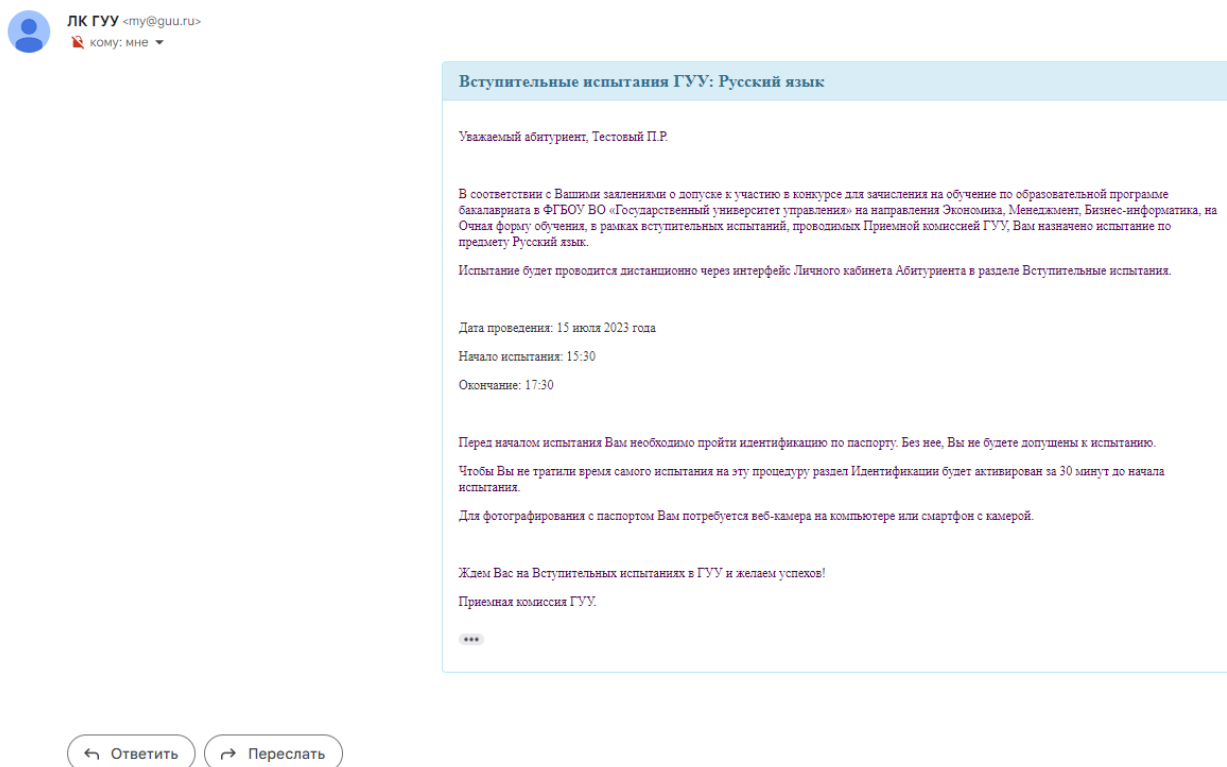 ЛК ГУУ <my@guu.ru>
кому: мне
Вступительные испытания ГУУ: Русский язык
Уважаемый абитуриент, Тестовый П.Р.
В соответствии с Вашими заялениями о допуске к участию в конкурсе для зачисления на обучение по образовательной программе
бакалавриата в ФГБОУ ВО «Государственный университет управления» на направления Экономика, Менеджмент, Бизнес-информатика, на
Очная форму обучения, в рамках вступительных испытаний, проводимых Приемной комиссией ГУУ, Вам назначено испытание по
предмету Русский язык.
Испытание будет проводится дистанционно через интерфейс Личного кабинета Абитуриента в разделе Вступительные испытания.
Дата проведения: 15 июля 2023 года
Начало испытания: 15:30
Окончание: 17:30
Перед началом испытания Вам необходимо пройти идентификацию по паспорту. Без нее, Вы не будете допущены к испытанию.
Чтобы Вы не тратили время самого испытания на эту процедуру раздел Идентификации будет активирован за 30 минут до начала
испытания.
Для фотографирования с паспортом Вам потребуется веб-камера на компьютере или смартфон с камерой.
Ждем Вас на Вступительных испытаниях в ГУУ и желаем успехов!
Приемная комиссия ГУУ.
Ответить Переслать